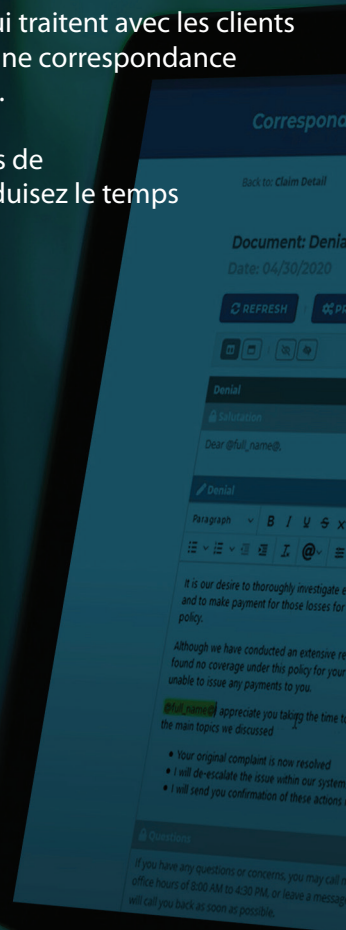 ui traitent avec les clients
ne correspondance
.
s de
duisez le temps
Correspond
Back to: Claim Detail
Document: Denia
Date: 04/30/2020
REFRESH
PR
Denial
Salutation
Dear @full_name@,
Denial
Paragraph B I U S X
It is our desire to thoroughly investigate e
and to make payment for those losses for
policy.
Although we have conducted an extensive re
found no coverage under this policy for your
unable to issue any payments to you.
@full_name@ appreciate you taking the time to
the main topics we discussed
• Your original complaint is now resolved
• I will de-escalate the issue within our system
• I will send you confirmation of these actions
Questions
If you have any questions or concerns, you may call m
office hours of 8:00 AM to 4:30 PM, or leave a message
will call you back as soon as possible.